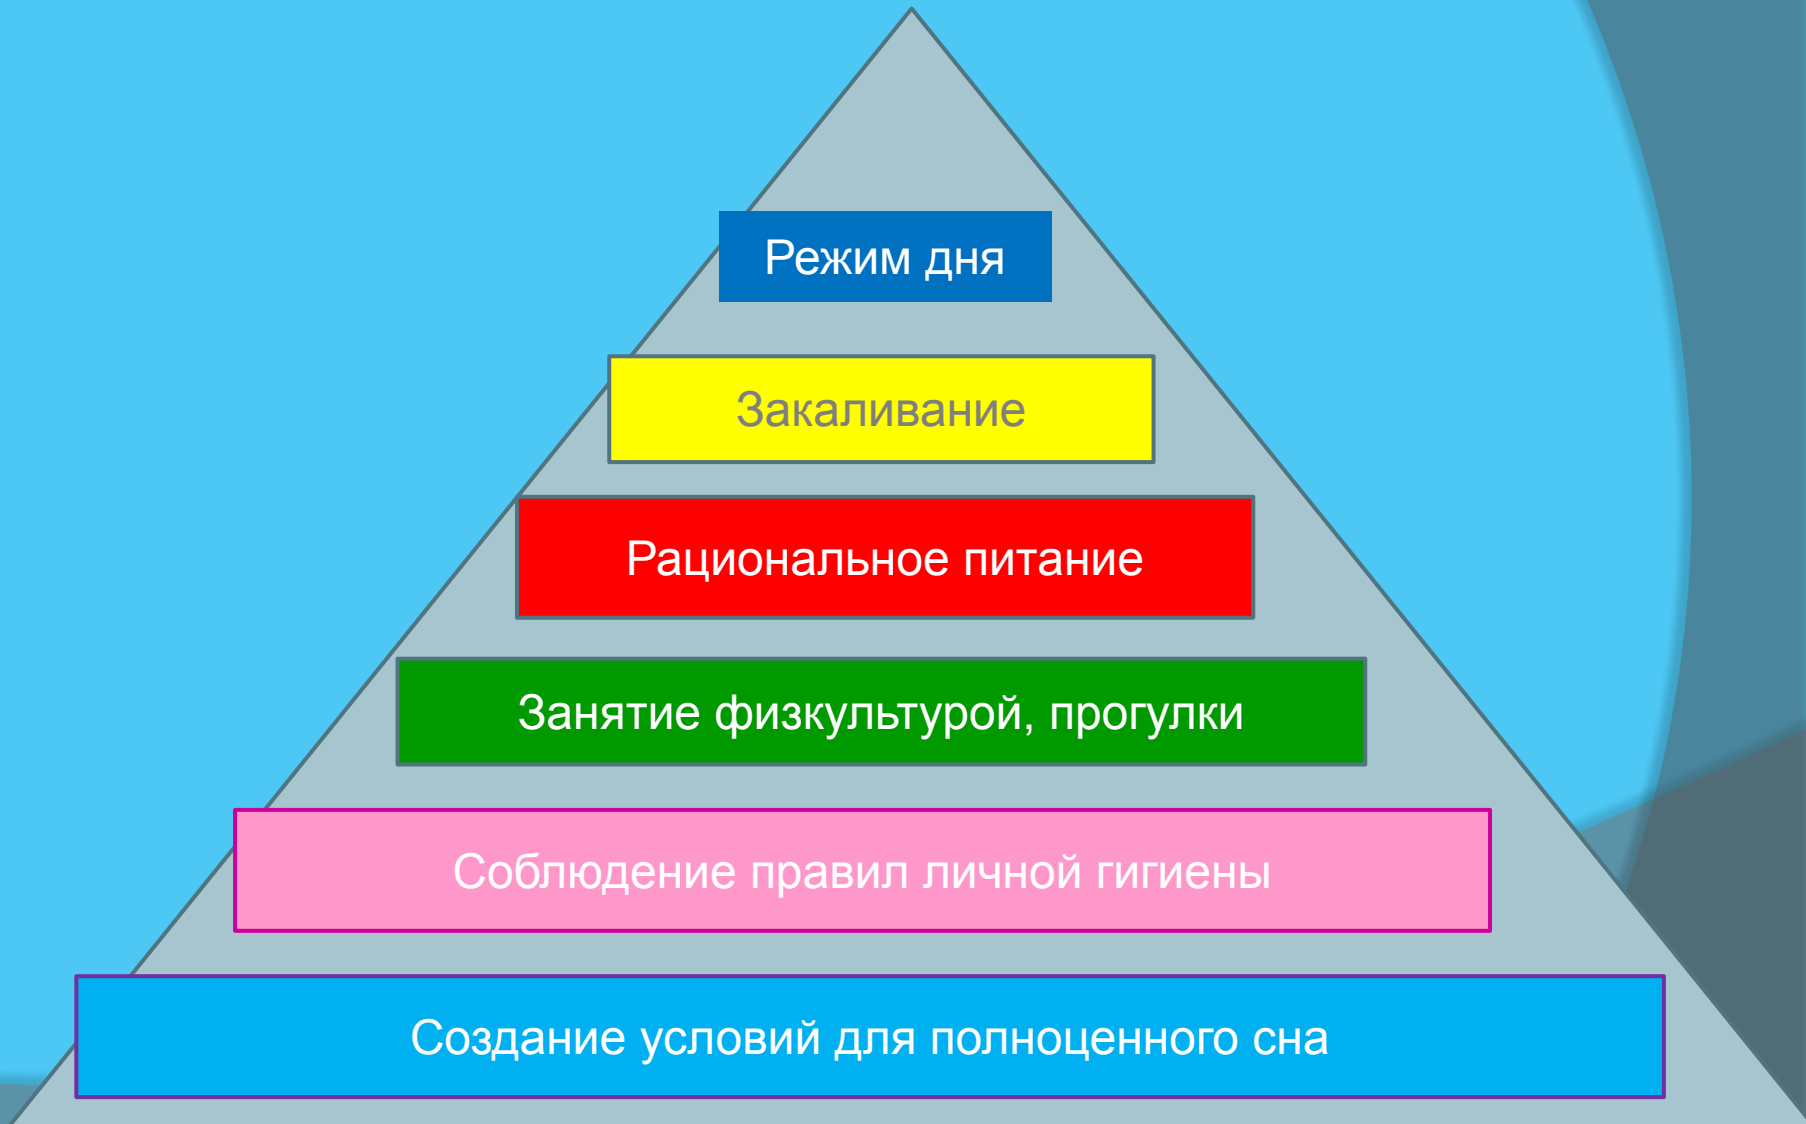 Режим дня
Закаливание
Рациональное питание
Занятие физкультурой, прогулки
Соблюдение правил личной гигиены
Создание условий для полноценного сна